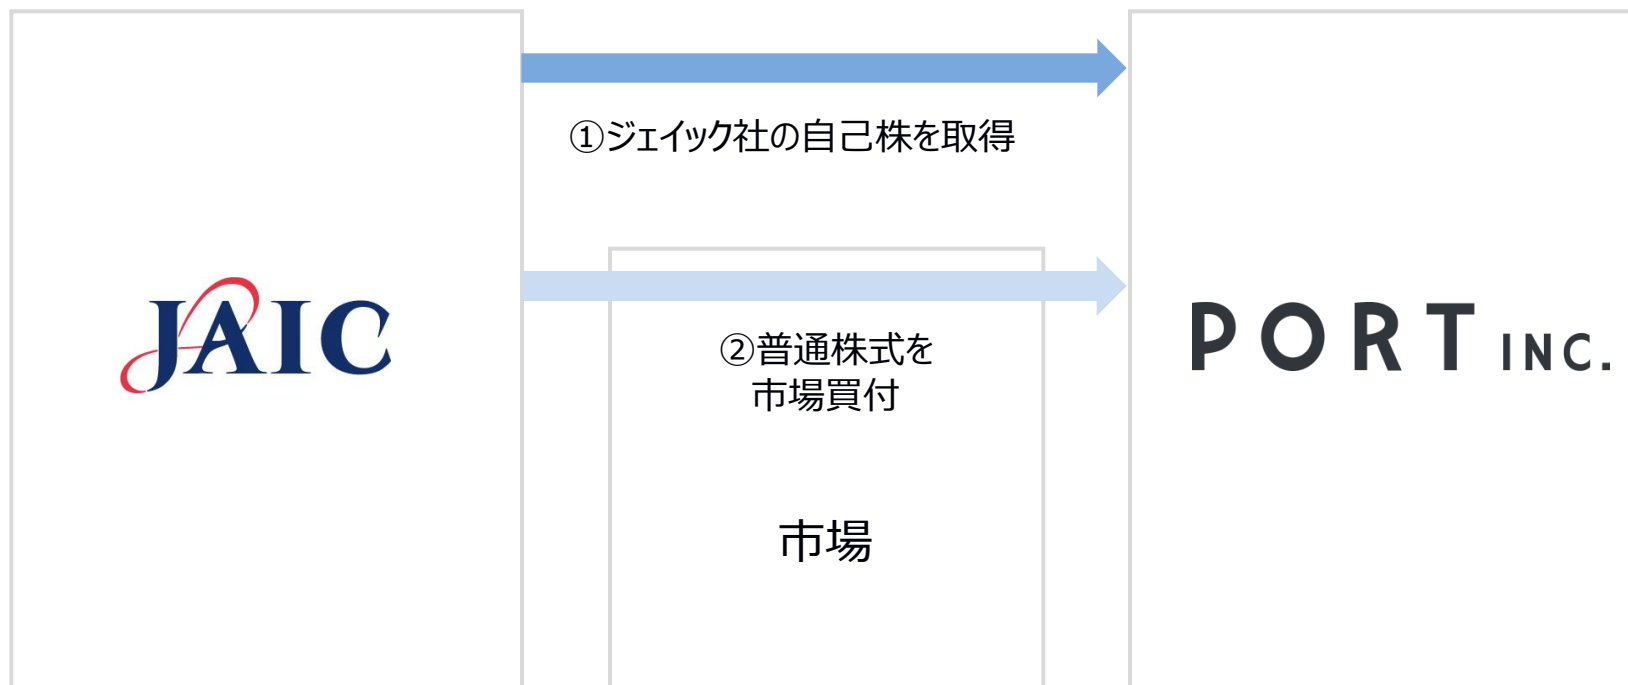 ①ジェイック社の自己株を取得
JAIC
②普通株式を
市場買付
PORT INC.
市場